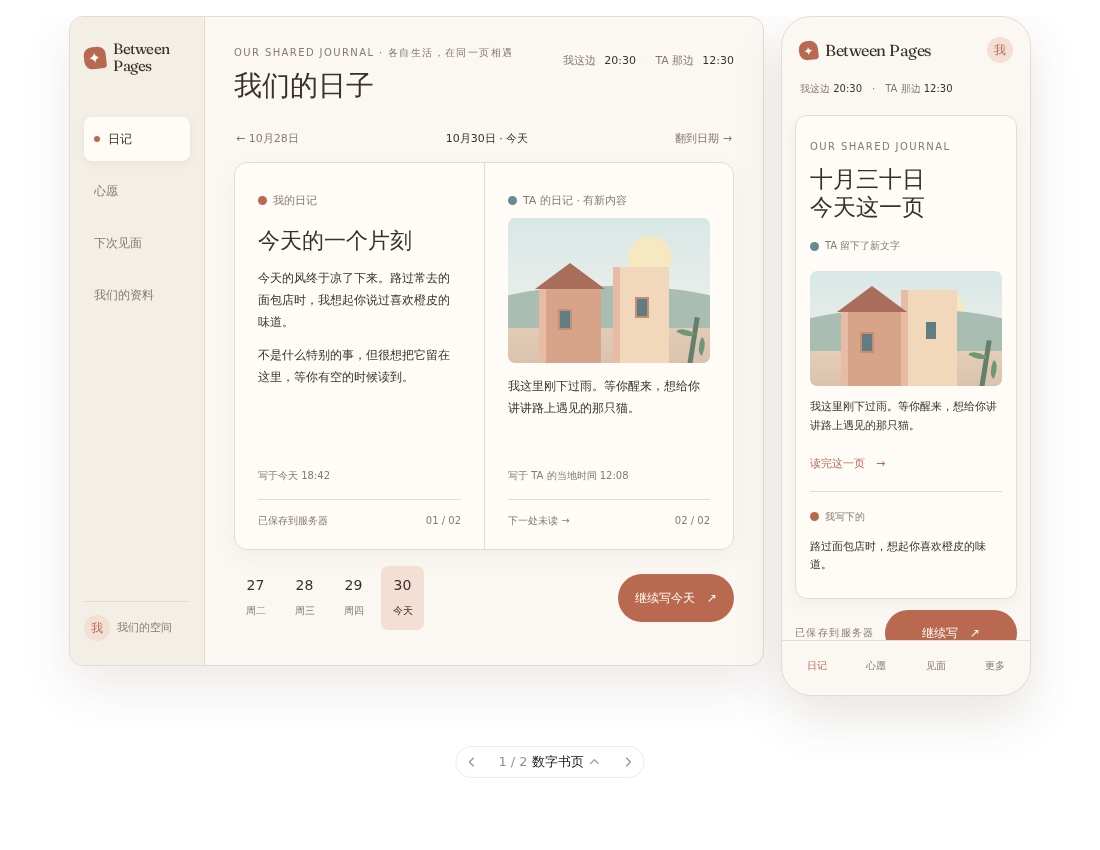 Between
Pages
日记
心愿
下次见面
我们的资料
我 我们的空间
OUR SHARED JOURNAL · 各自生活，在同一页相遇
我们的日子
我这边 20:30 · TA 那边 12:30
← 10月28日
10月30日 · 今天
翻到日期 →
我的日记
今天的一个片刻
今天的风终于凉了下来。路过常去的
面包店时，我想起你说过喜欢橙皮的
味道。
不是什么特别的事，但很想把它留在
这里，等你有空的时候读到。
写于今天 18:42
已保存到服务器 01 / 02
TA 的日记 · 有新内容
我这里刚下过雨。等你醒来，想给你
讲讲路上遇见的那只猫。
写于 TA 的当地时间 12:08
下一处未读 → 02 / 02
27 28 29 30
周二 周三 周四 今天
继续写今天 ↗
Between Pages 我
我这边 20:30 · TA 那边 12:30
OUR SHARED JOURNAL
十月三十日
今天这一页
TA 留下了新文字
我这里刚下过雨。等你醒来，想给你讲
讲路上遇见的那只猫。
读完这一页 →
我写下的
路过面包店时，想起你喜欢橙皮的味
道。
已保存到服务器 继续写 ↗
日记 心愿 见面 更多
1 / 2 数字书页